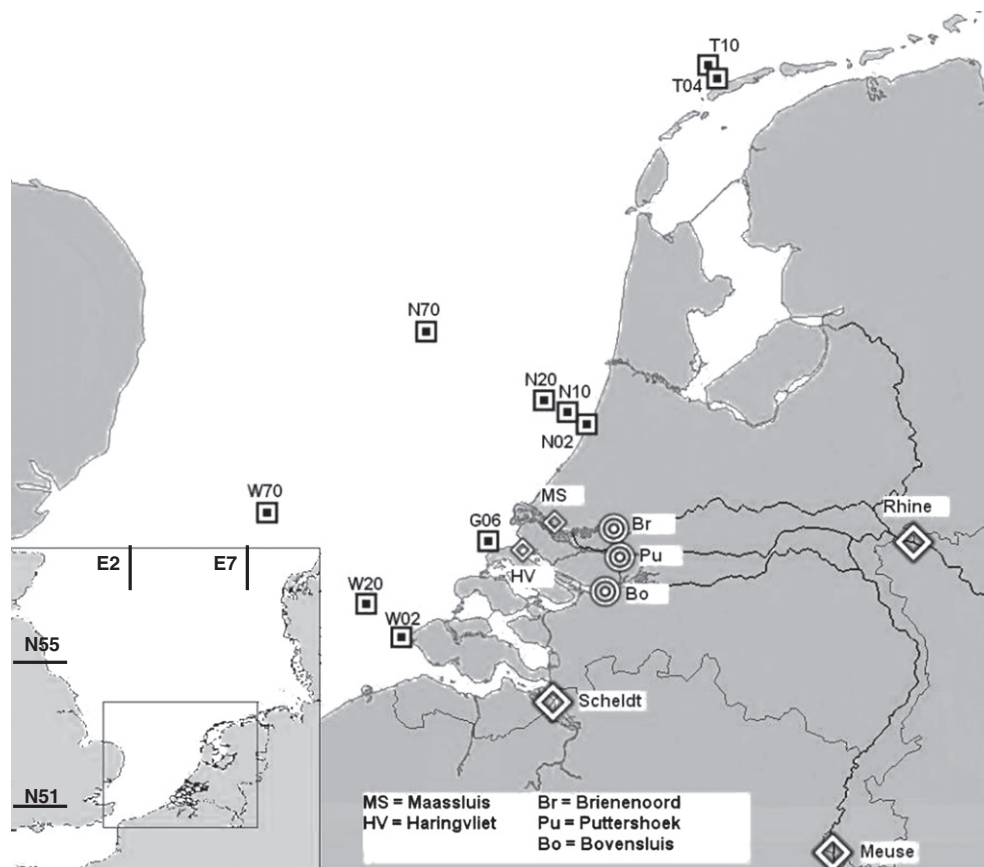 T10
T04
N70
N20
N10
N02
MS
W70
G06
Br
Rhine
Pu
HV
Bo
E2
E7
W20
W02
N55
Scheldt
N51
MS = Maassluis
HV = Haringvliet
Br = Brienenoord
Pu = Puttershoek
Bo = Bovensluis
Meuse